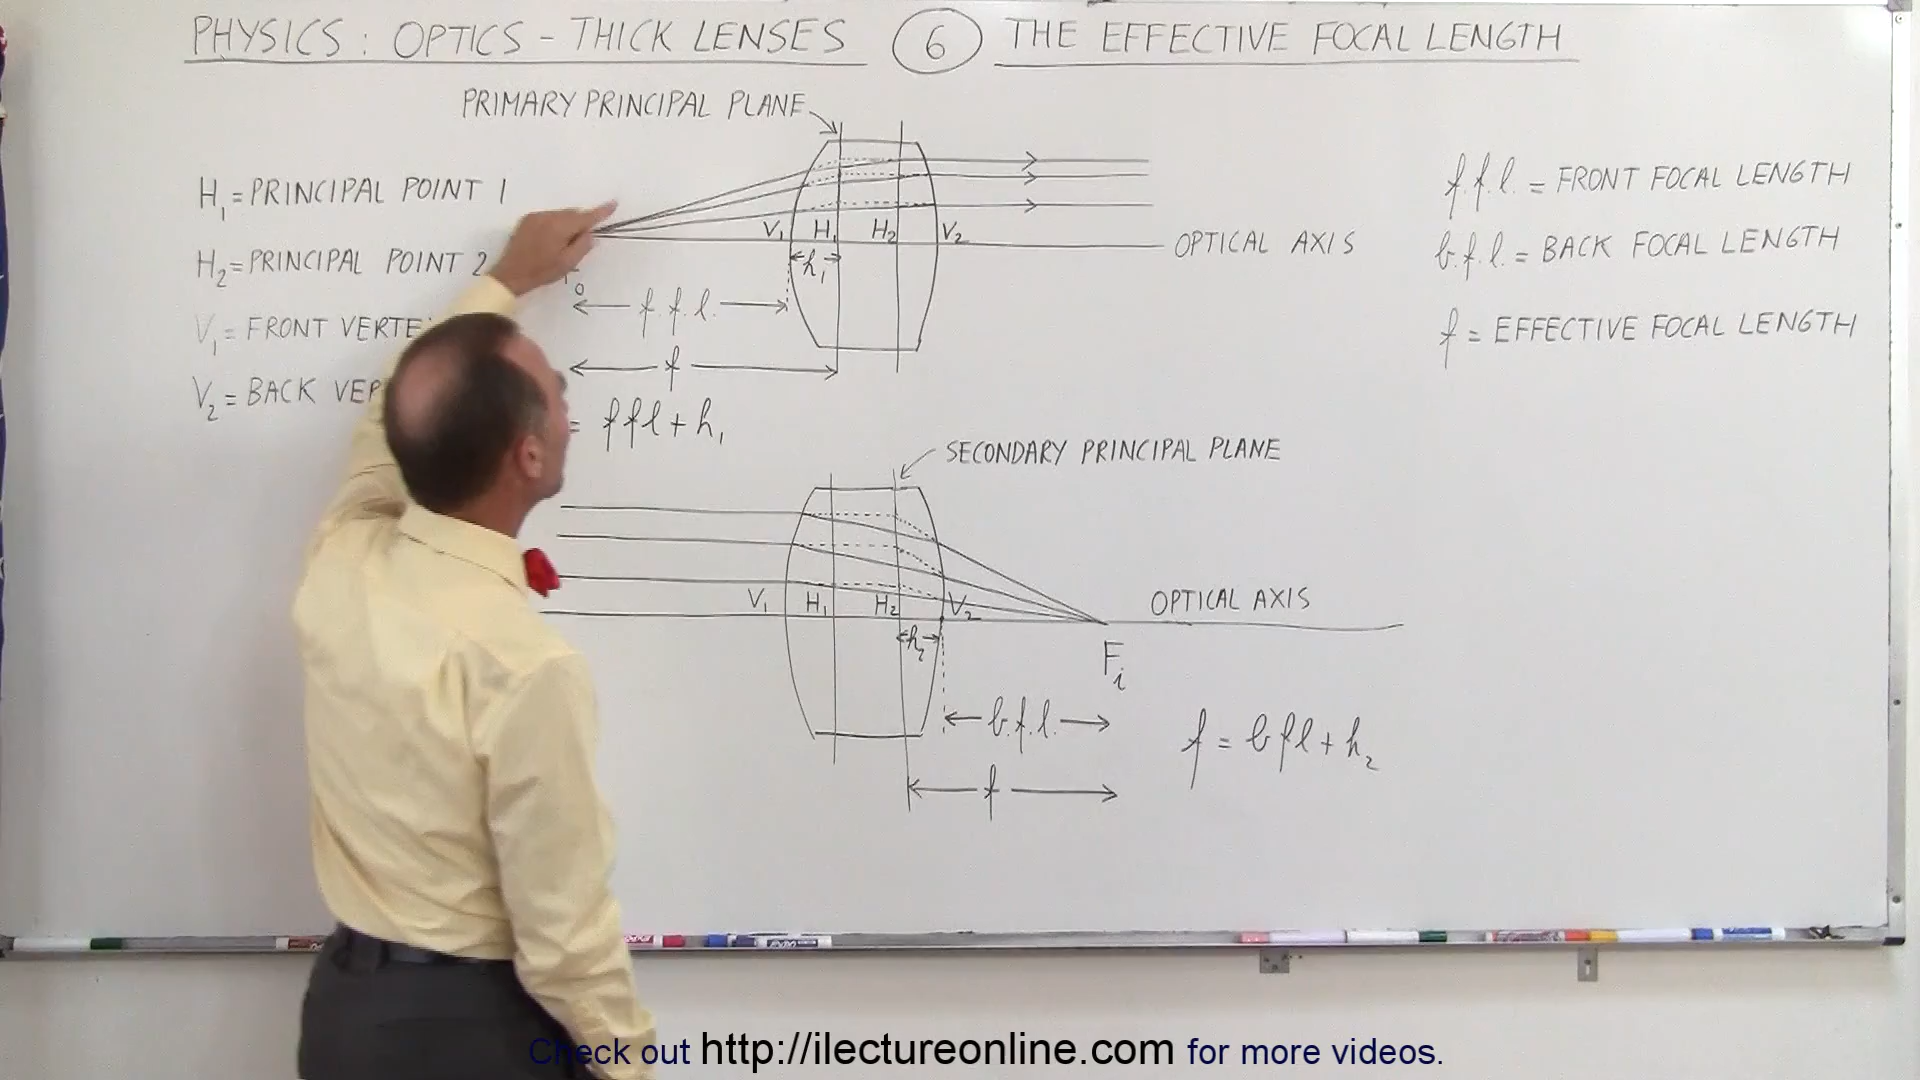 PHYSICS: OPTICS - THICK LENSES 6 THE EFFECTIVE FOCAL LENGTH
PRIMARY PRINCIPAL PLANE
H₁ = PRINCIPAL POINT 1
H₂ = PRINCIPAL POINT 2
V₁ = FRONT
V₂ = BACK
V₁ H₁ H₂ V₂
OPTICAL AXIS
h₁
f.f.l.
f
= ffl + h₁
f.f.l. = FRONT FOCAL LENGTH
b.f.l. = BACK FOCAL LENGTH
f = EFFECTIVE FOCAL LENGTH
SECONDARY PRINCIPAL PLANE
V₁ H₁ H₂ V₂
OPTICAL AXIS
h₂
Fᵢ
b.f.l.
f = bfl + h₂
f
Check out http://ilectureonline.com for more videos.